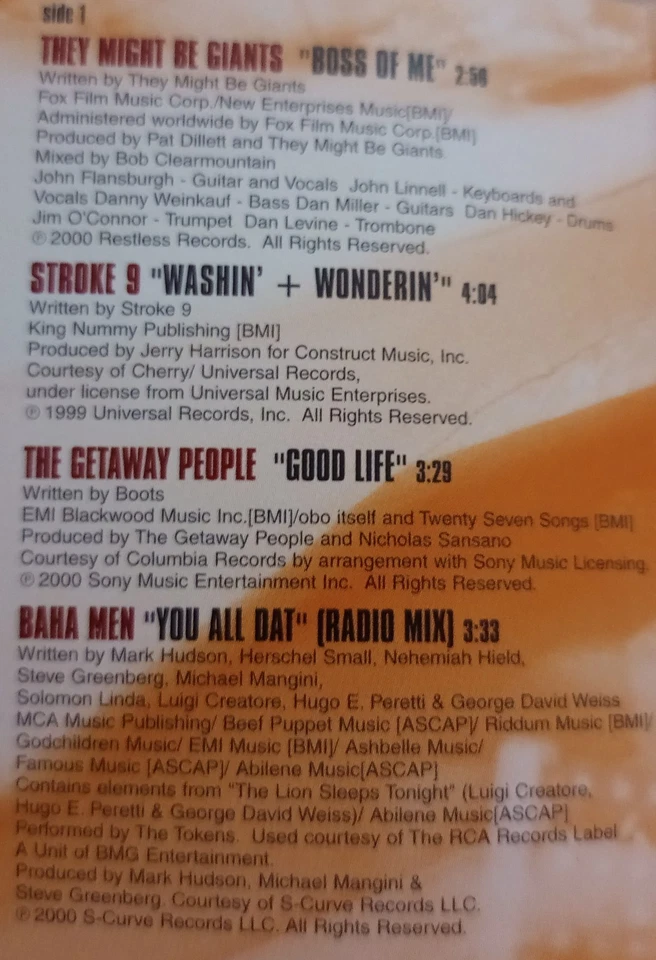 side 1
THEY MIGHT BE GIANTS "BOSS OF ME" 2:56
Written by They Might Be Giants
Fox Film Music Corp./New Enterprises Music[BMI]/
Administered worldwide by Fox Film Music Corp.[BMI]
Produced by Pat Dillett and They Might Be Giants
Mixed by Bob Clearmountain
John Flansburgh - Guitar and Vocals John Linnell - Keyboards and
Vocals Danny Weinkauf - Bass Dan Miller - Guitars Dan Hickey - Drums
Jim O'Connor - Trumpet Dan Levine - Trombone
℗ 2000 Restless Records. All Rights Reserved.
STROKE 9 "WASHIN' + WONDERIN'" 4:04
Written by Stroke 9
King Nummy Publishing [BMI]
Produced by Jerry Harrison for Construct Music, Inc.
Courtesy of Cherry/ Universal Records,
under license from Universal Music Enterprises.
℗ 1999 Universal Records, Inc. All Rights Reserved.
THE GETAWAY PEOPLE "GOOD LIFE" 3:29
Written by Boots
EMI Blackwood Music Inc.[BMI]/obo itself and Twenty Seven Songs [BMI]
Produced by The Getaway People and Nicholas Sansano
Courtesy of Columbia Records by arrangement with Sony Music Licensing.
℗ 2000 Sony Music Entertainment Inc. All Rights Reserved.
BAHA MEN "YOU ALL DAT" (RADIO MIX) 3:33
Written by Mark Hudson, Herschel Small, Nehemiah Hield,
Steve Greenberg, Michael Mangini,
Solomon Linda, Luigi Creatore, Hugo E. Peretti & George David Weiss
MCA Music Publishing/ Beef Puppet Music [ASCAP]/ Riddum Music [BMI]/
Godchildren Music/ EMI Music [BMI]/ Ashbelle Music/
Famous Music [ASCAP]/ Abilene Music[ASCAP]
Contains elements from "The Lion Sleeps Tonight" (Luigi Creatore,
Hugo E. Peretti & George David Weiss)/ Abilene Music[ASCAP]
Performed by The Tokens. Used courtesy of The RCA Records Label
A Unit of BMG Entertainment.
Produced by Mark Hudson, Michael Mangini &
Steve Greenberg. Courtesy of S-Curve Records LLC.
℗ 2000 S-Curve Records LLC. All Rights Reserved.